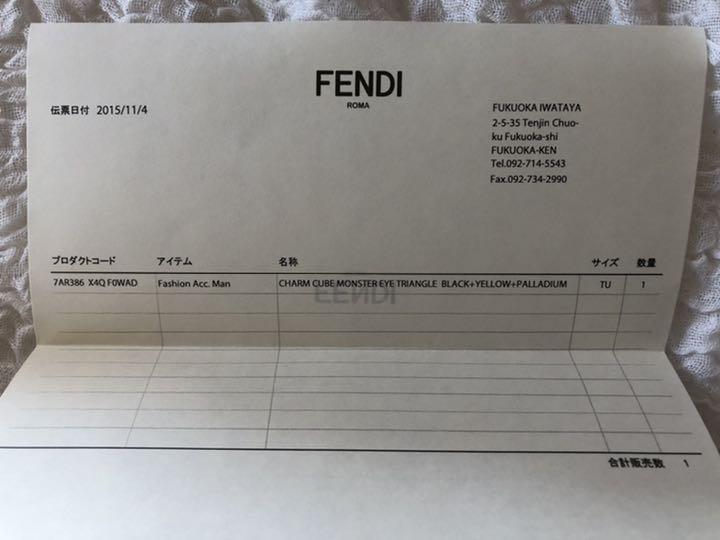 FENDI
ROMA
伝票日付 2015/11/4
FUKUOKA IWATAYA
2-5-35 Tenjin Chuo-
ku Fukuoka-shi
FUKUOKA-KEN
Tel.092-714-5543
Fax.092-734-2990
プロダクトコード アイテム 名称 サイズ 数量
7AR386 X4Q F0WAD Fashion Acc. Man CHARM CUBE MONSTER EYE TRIANGLE BLACK+YELLOW+PALLADIUM TU 1
FENDI
合計販売数 1